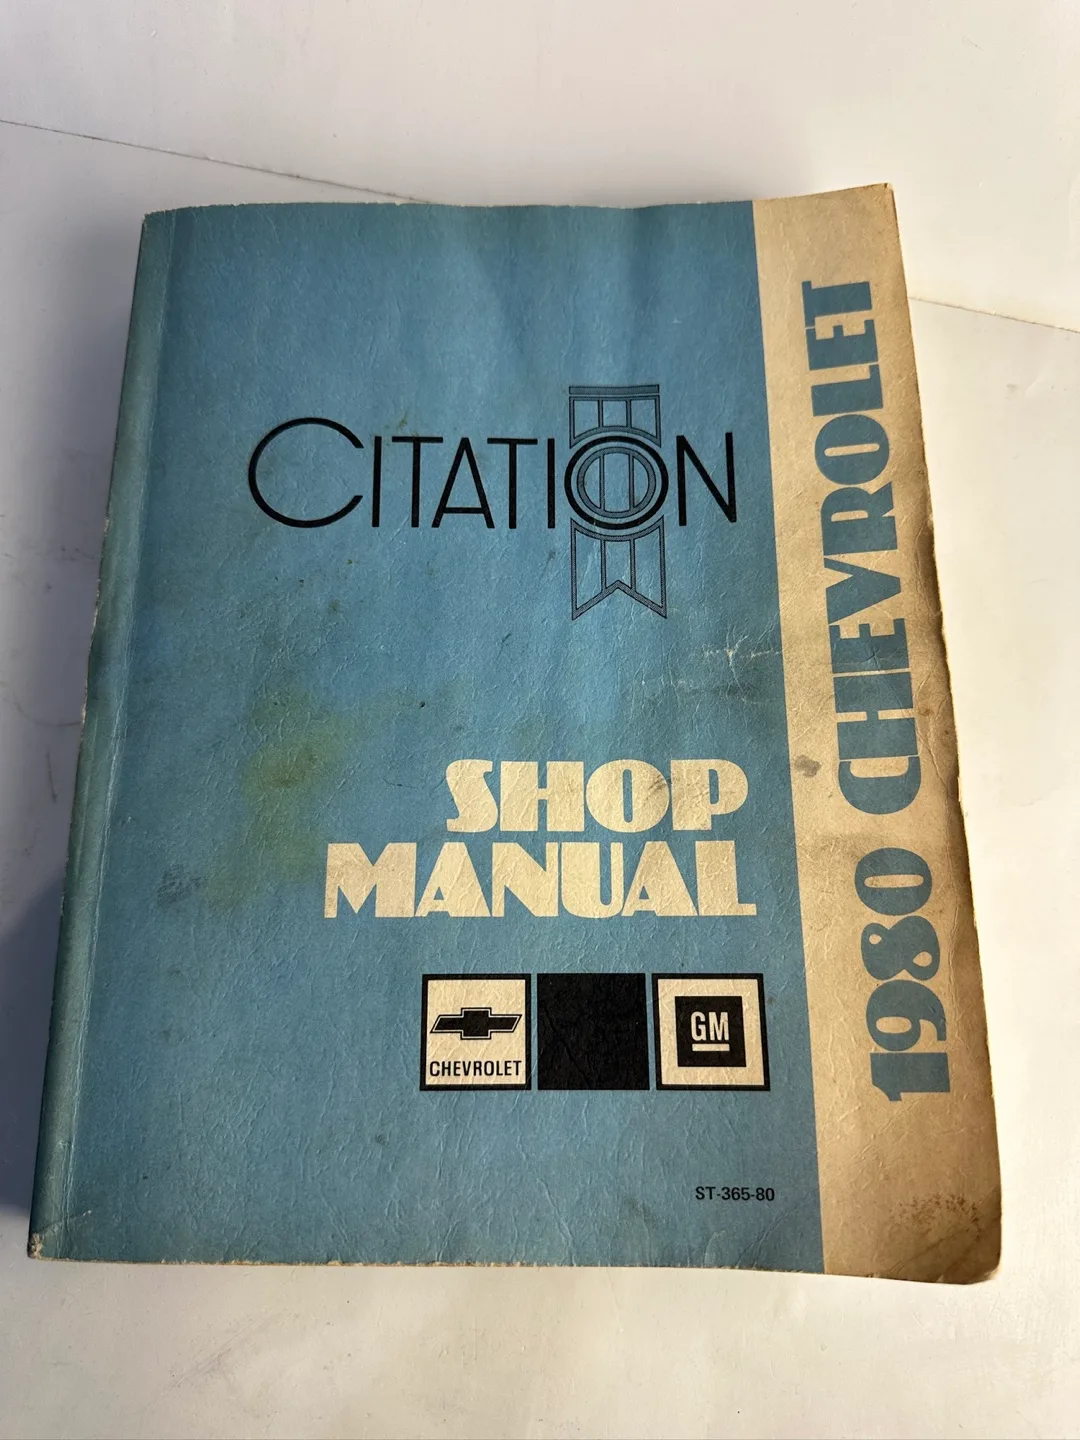 CITATION
SHOP
MANUAL
CHEVROLET
GM
ST-365-80
1980 CHEVROLET